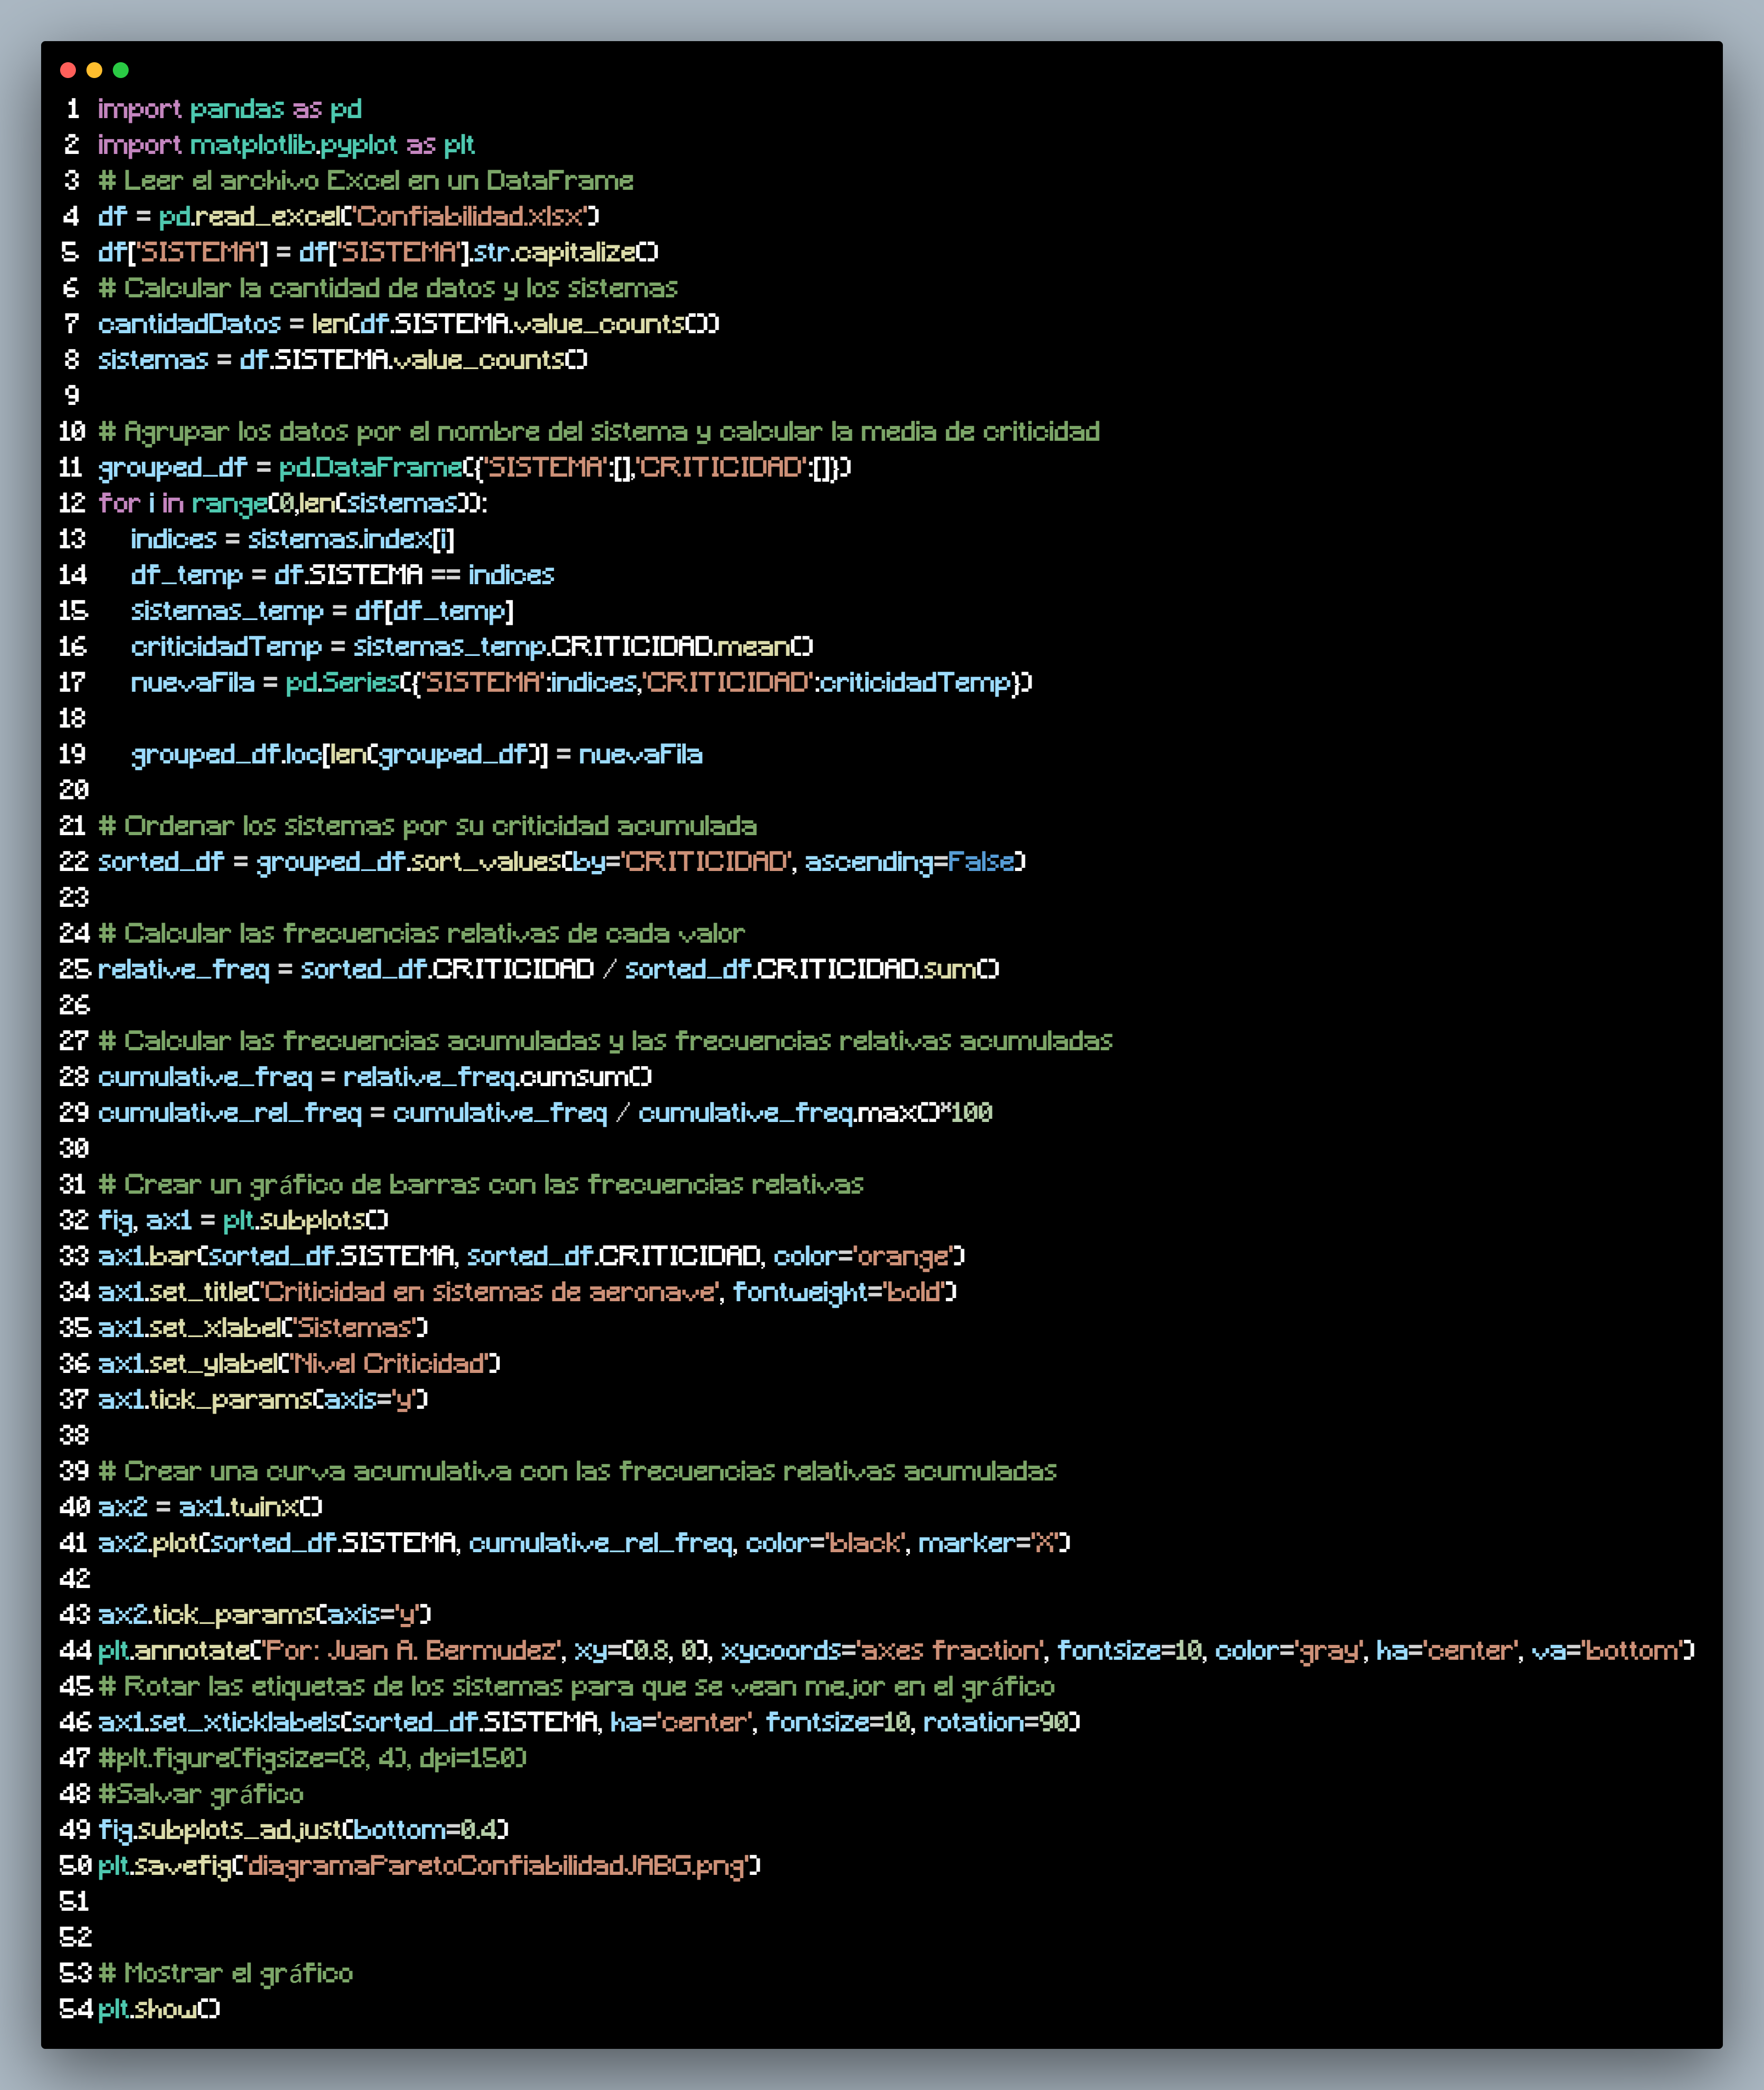 1 import pandas as pd
2 import matplotlib.pyplot as plt
3 # Leer el archivo Excel en un DataFrame
4 df = pd.read_excel('Confiabilidad.xlsx')
5 df['SISTEMA'] = df['SISTEMA'].str.capitalize()
6 # Calcular la cantidad de datos y los sistemas
7 cantidadDatos = len(df.SISTEMA.value_counts())
8 sistemas = df.SISTEMA.value_counts()
9
10 # Agrupar los datos por el nombre del sistema y calcular la media de criticidad
11 grouped_df = pd.DataFrame({'SISTEMA':[],'CRITICIDAD':[]})
12 for i in range(0,len(sistemas)):
13     indices = sistemas.index[i]
14     df_temp = df.SISTEMA == indices
15     sistemas_temp = df[df_temp]
16     criticidadTemp = sistemas_temp.CRITICIDAD.mean()
17     nuevaFila = pd.Series({'SISTEMA':indices,'CRITICIDAD':criticidadTemp})
18
19     grouped_df.loc[len(grouped_df)] = nuevaFila
20
21 # Ordenar los sistemas por su criticidad acumulada
22 sorted_df = grouped_df.sort_values(by='CRITICIDAD', ascending=False)
23
24 # Calcular las frecuencias relativas de cada valor
25 relative_freq = sorted_df.CRITICIDAD / sorted_df.CRITICIDAD.sum()
26
27 # Calcular las frecuencias acumuladas y las frecuencias relativas acumuladas
28 cumulative_freq = relative_freq.cumsum()
29 cumulative_rel_freq = cumulative_freq / cumulative_freq.max()*100
30
31 # Crear un gráfico de barras con las frecuencias relativas
32 fig, ax1 = plt.subplots()
33 ax1.bar(sorted_df.SISTEMA, sorted_df.CRITICIDAD, color='orange')
34 ax1.set_title('Criticidad en sistemas de aeronave', fontweight='bold')
35 ax1.set_xlabel('Sistemas')
36 ax1.set_ylabel('Nivel Criticidad')
37 ax1.tick_params(axis='y')
38
39 # Crear una curva acumulativa con las frecuencias relativas acumuladas
40 ax2 = ax1.twinx()
41 ax2.plot(sorted_df.SISTEMA, cumulative_rel_freq, color='black', marker='X')
42
43 ax2.tick_params(axis='y')
44 plt.annotate('Por: Juan A. Bermudez', xy=(0.8, 0), xycoords='axes fraction', fontsize=10, color='gray', ha='center', va='bottom')
45 # Rotar las etiquetas de los sistemas para que se vean mejor en el gráfico
46 ax1.set_xticklabels(sorted_df.SISTEMA, ha='center', fontsize=10, rotation=90)
47 #plt.figure(figsize=(8, 4), dpi=150)
48 #Salvar gráfico
49 fig.subplots_adjust(bottom=0.4)
50 plt.savefig('diagramaParetoConfiabilidadJABG.png')
51
52
53 # Mostrar el gráfico
54 plt.show()